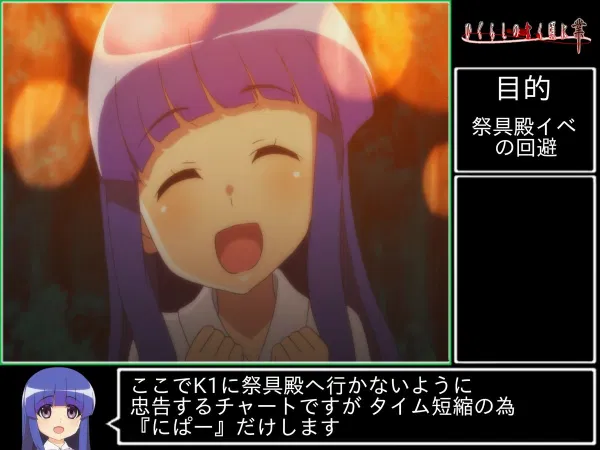 ひぐらしのなく頃に業
目的
祭具殿イベ
の回避
ここでK1に祭具殿へ行かないように
忠告するチャートですが タイム短縮の為
『にぱー』だけします